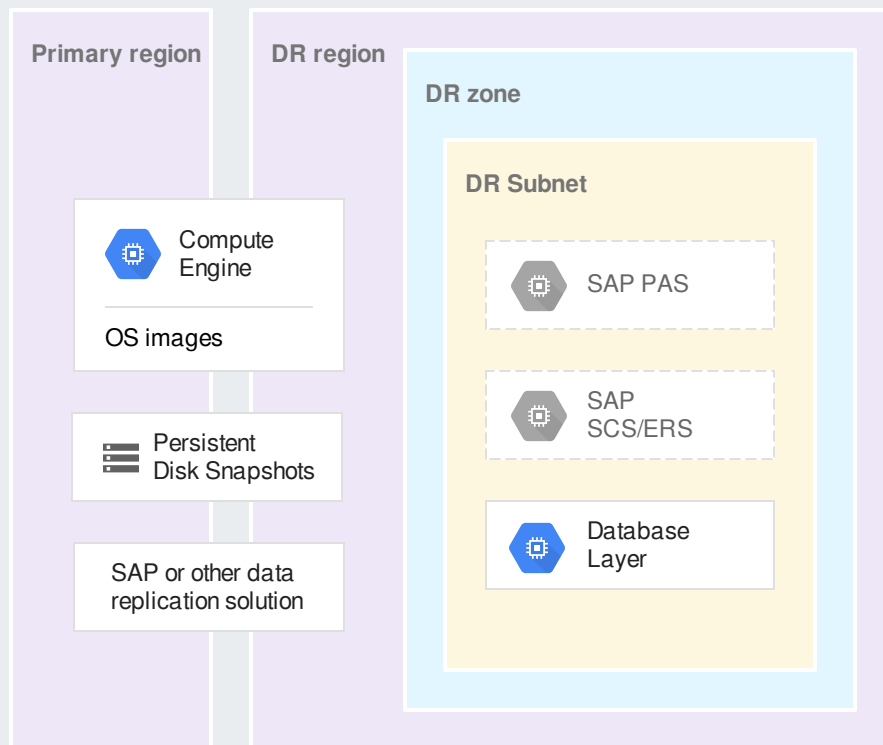 Primary region
DR region
DR zone
DR Subnet
Compute
Engine
OS images
Persistent
Disk Snapshots
SAP or other data
replication solution
SAP PAS
SAP
SCS/ERS
Database
Layer